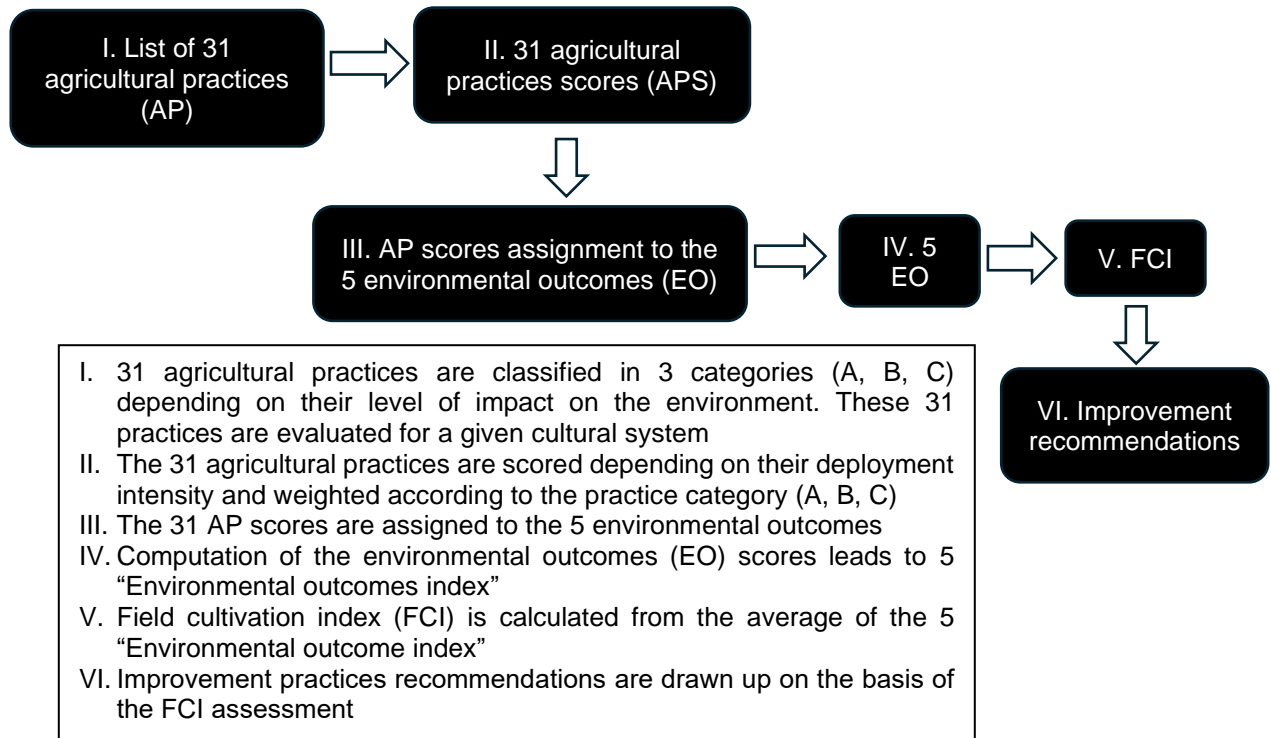 I. List of 31
agricultural practices
(AP)
II. 31 agricultural
practices scores (APS)
III. AP scores assignment to the
5 environmental outcomes (EO)
IV. 5
EO
V. FCI
VI. Improvement
recommendations
I. 31 agricultural practices are classified in 3 categories (A, B, C)
depending on their level of impact on the environment. These 31
practices are evaluated for a given cultural system
II. The 31 agricultural practices are scored depending on their deployment
intensity and weighted according to the practice category (A, B, C)
III. The 31 AP scores are assigned to the 5 environmental outcomes
IV. Computation of the environmental outcomes (EO) scores leads to 5
“Environmental outcomes index”
V. Field cultivation index (FCI) is calculated from the average of the 5
“Environmental outcome index”
VI. Improvement practices recommendations are drawn up on the basis of
the FCI assessment